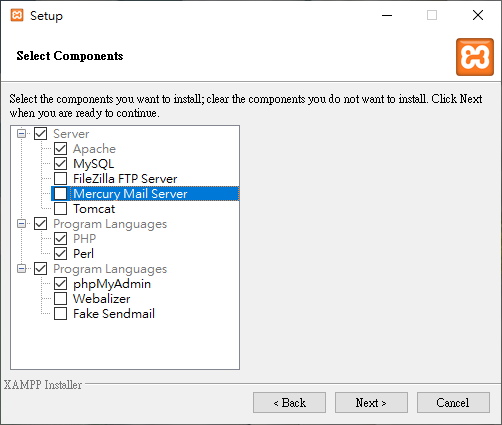 Setup
Select Components
Select the components you want to install; clear the components you do not want to install. Click Next
when you are ready to continue.
Server
Apache
MySQL
FileZilla FTP Server
Mercury Mail Server
Tomcat
Program Languages
PHP
Perl
Program Languages
phpMyAdmin
Webalizer
Fake Sendmail
XAMPP Installer
< Back
Next >
Cancel